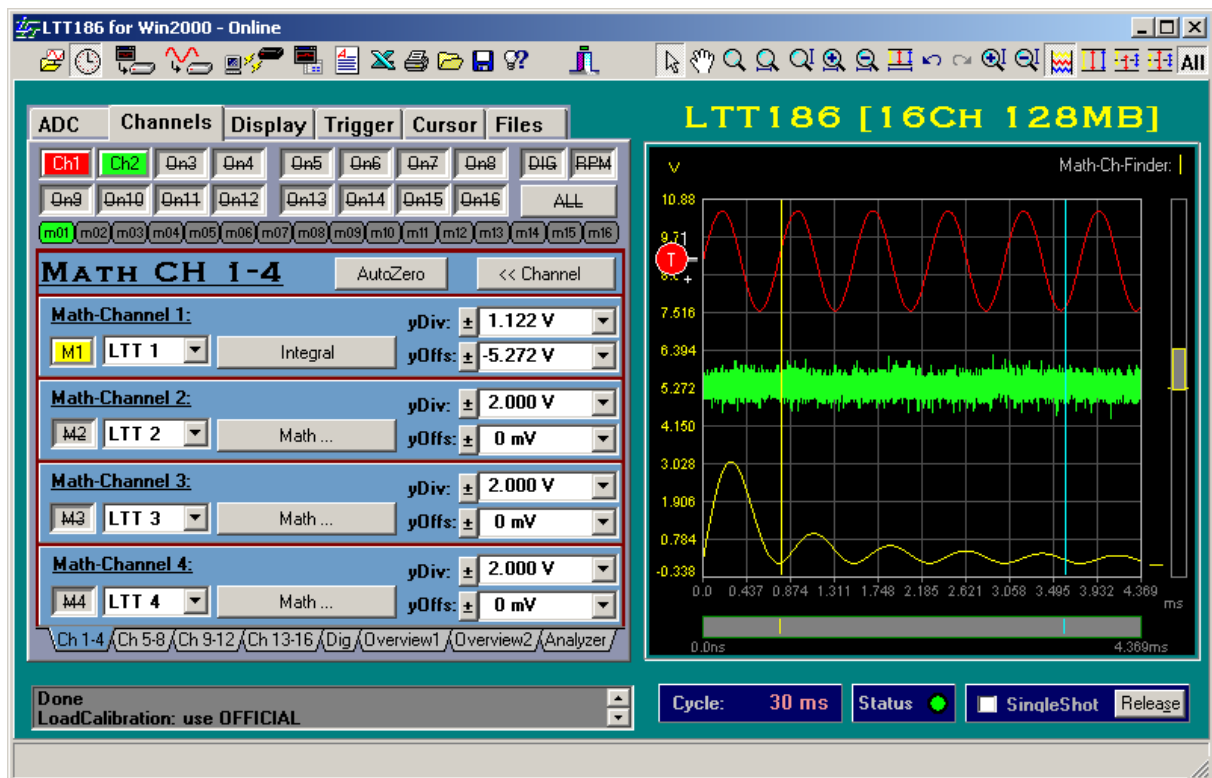 LTT186 for Win2000 - Online
All
ADC Channels Display Trigger Cursor Files
Ch1 Ch2 On3 On4 On5 On6 On7 On8 DIG RPM
On9 On10 On11 On12 On13 On14 On15 On16 ALL
m01 m02 m03 m04 m05 m06 m07 m08 m09 m10 m11 m12 m13 m14 m15 m16
MATH CH 1-4 AutoZero << Channel
Math-Channel 1:
yDiv: ± 1.122 V
M1 LTT 1 Integral yOffs: ± -5.272 V
Math-Channel 2:
yDiv: ± 2.000 V
M2 LTT 2 Math ... yOffs: ± 0 mV
Math-Channel 3:
yDiv: ± 2.000 V
M3 LTT 3 Math ... yOffs: ± 0 mV
Math-Channel 4:
yDiv: ± 2.000 V
M4 LTT 4 Math ... yOffs: ± 0 mV
Ch 1-4 Ch 5-8 Ch 9-12 Ch 13-16 Dig Overview1 Overview2 Analyzer
Done
LoadCalibration: use OFFICIAL
LTT186 [16CH 128MB]
V Math-Ch-Finder:
10.88
9.71
T
7.516
6.394
5.272
4.150
3.028
1.906
0.784
-0.338
0.0 0.437 0.874 1.311 1.748 2.185 2.621 3.058 3.495 3.932 4.369
ms
0.0ns 4.369ms
Cycle: 30 ms Status SingleShot Release